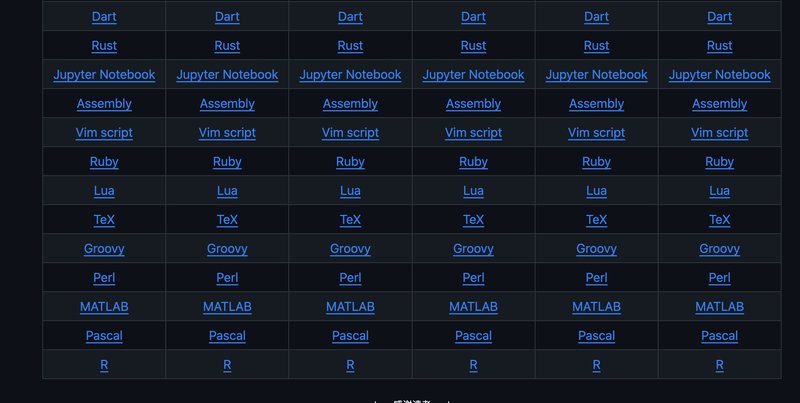 Dart Dart Dart Dart Dart Dart
Rust Rust Rust Rust Rust Rust
Jupyter Notebook Jupyter Notebook Jupyter Notebook Jupyter Notebook Jupyter Notebook Jupyter Notebook
Assembly Assembly Assembly Assembly Assembly Assembly
Vim script Vim script Vim script Vim script Vim script Vim script
Ruby Ruby Ruby Ruby Ruby Ruby
Lua Lua Lua Lua Lua Lua
TeX TeX TeX TeX TeX TeX
Groovy Groovy Groovy Groovy Groovy Groovy
Perl Perl Perl Perl Perl Perl
MATLAB MATLAB MATLAB MATLAB MATLAB MATLAB
Pascal Pascal Pascal Pascal Pascal Pascal
R R R R R R